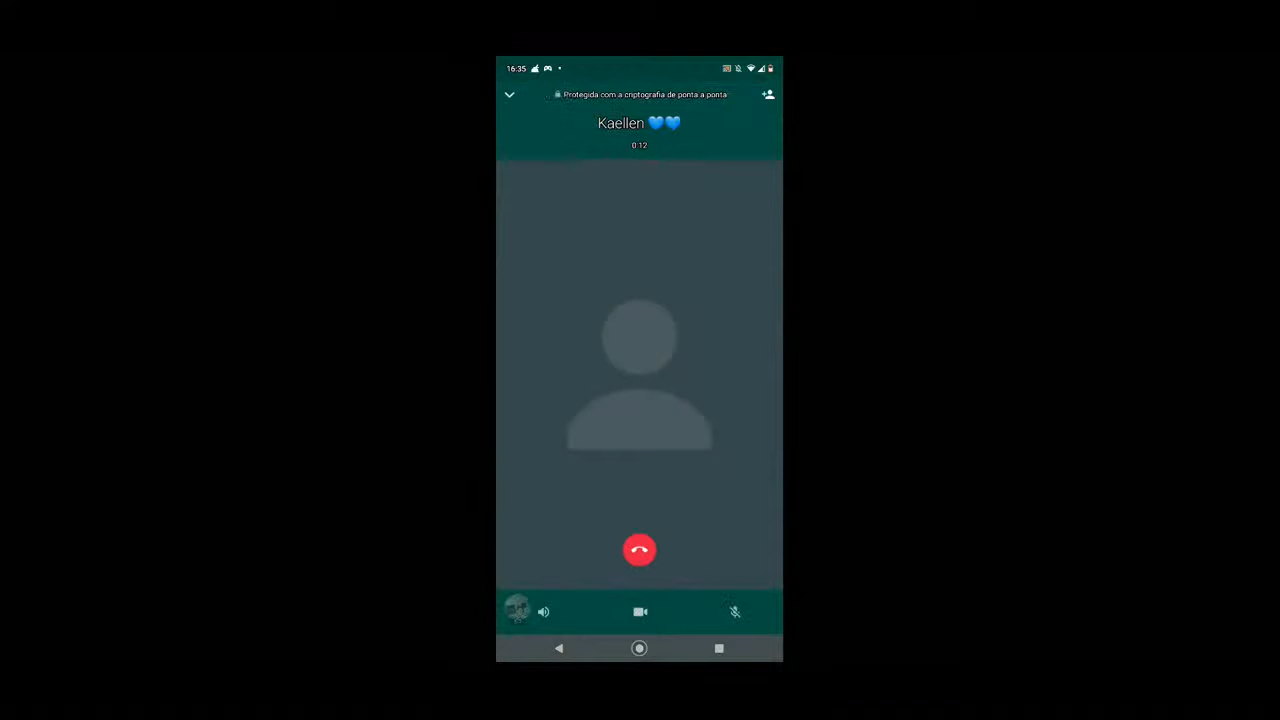 16:35
Protegida com a criptografia de ponta a ponta
Kaellen 💙💙
0:12